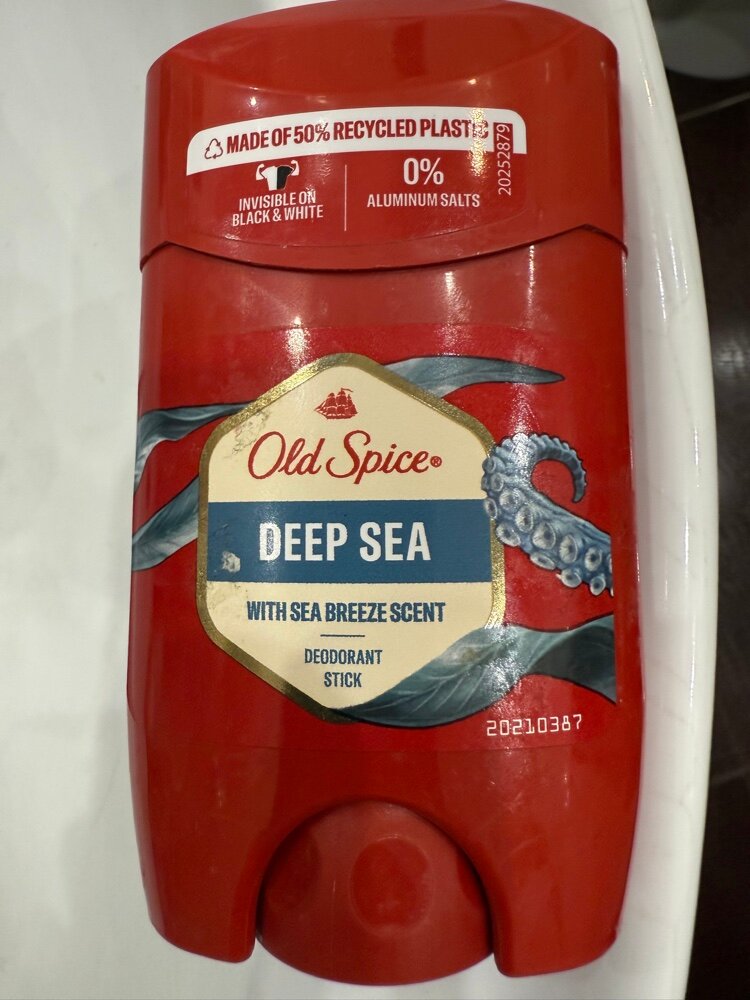 MADE OF 50% RECYCLED PLASTIC
20252879
INVISIBLE ON
BLACK & WHITE
0%
ALUMINUM SALTS
Old Spice®
DEEP SEA
WITH SEA BREEZE SCENT
DEODORANT
STICK
20210387